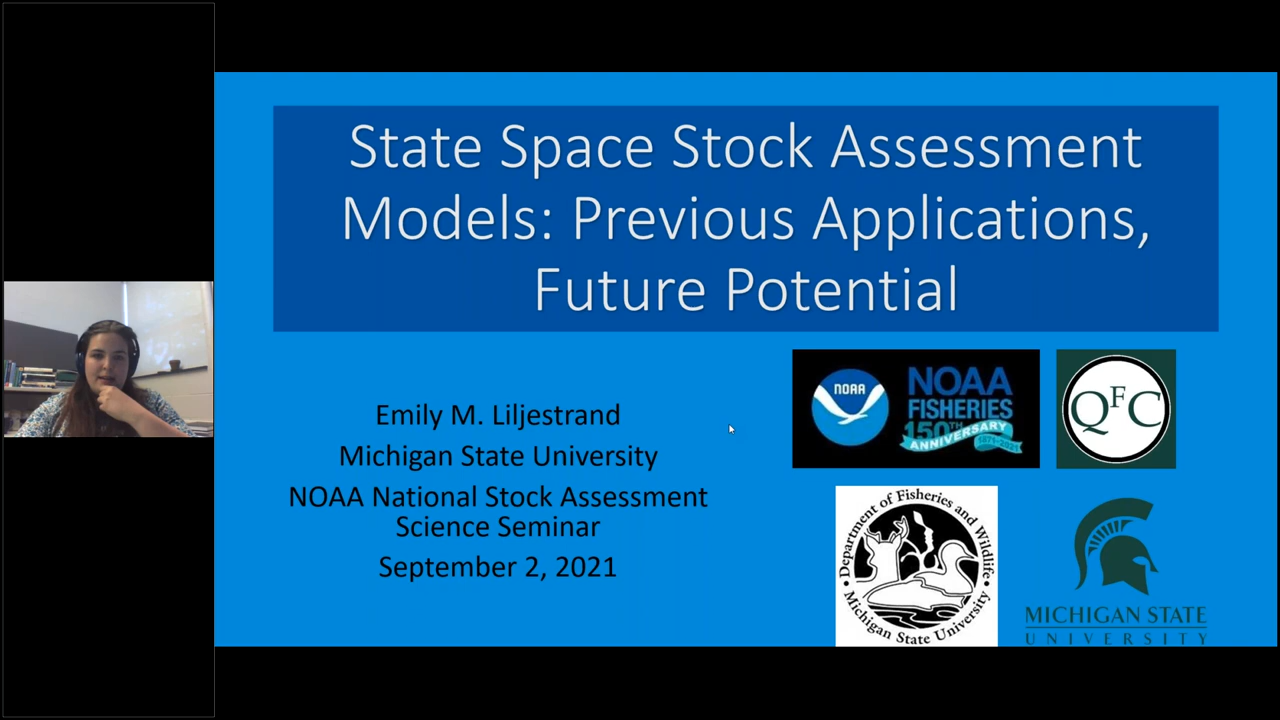 State Space Stock Assessment
Models: Previous Applications,
Future Potential
Emily M. Liljestrand
Michigan State University
NOAA National Stock Assessment
Science Seminar
September 2, 2021
NOAA
NOAA
FISHERIES
150TH
ANNIVERSARY
1871-2021
QFC
Department of Fisheries and Wildlife
Michigan State University
MICHIGAN STATE
UNIVERSITY